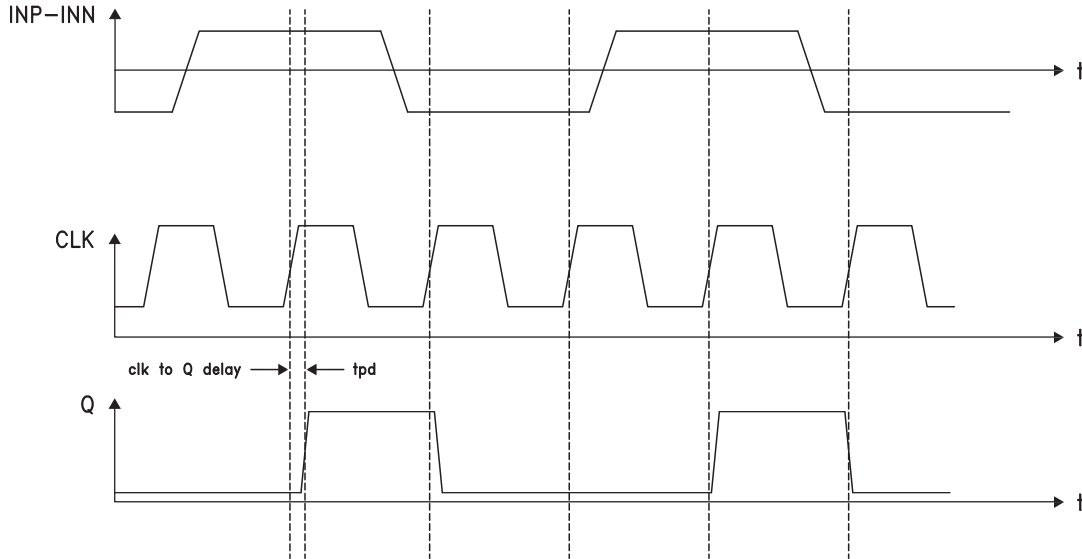 INP-INN
t
CLK
t
clk to Q delay
tpd
Q
t